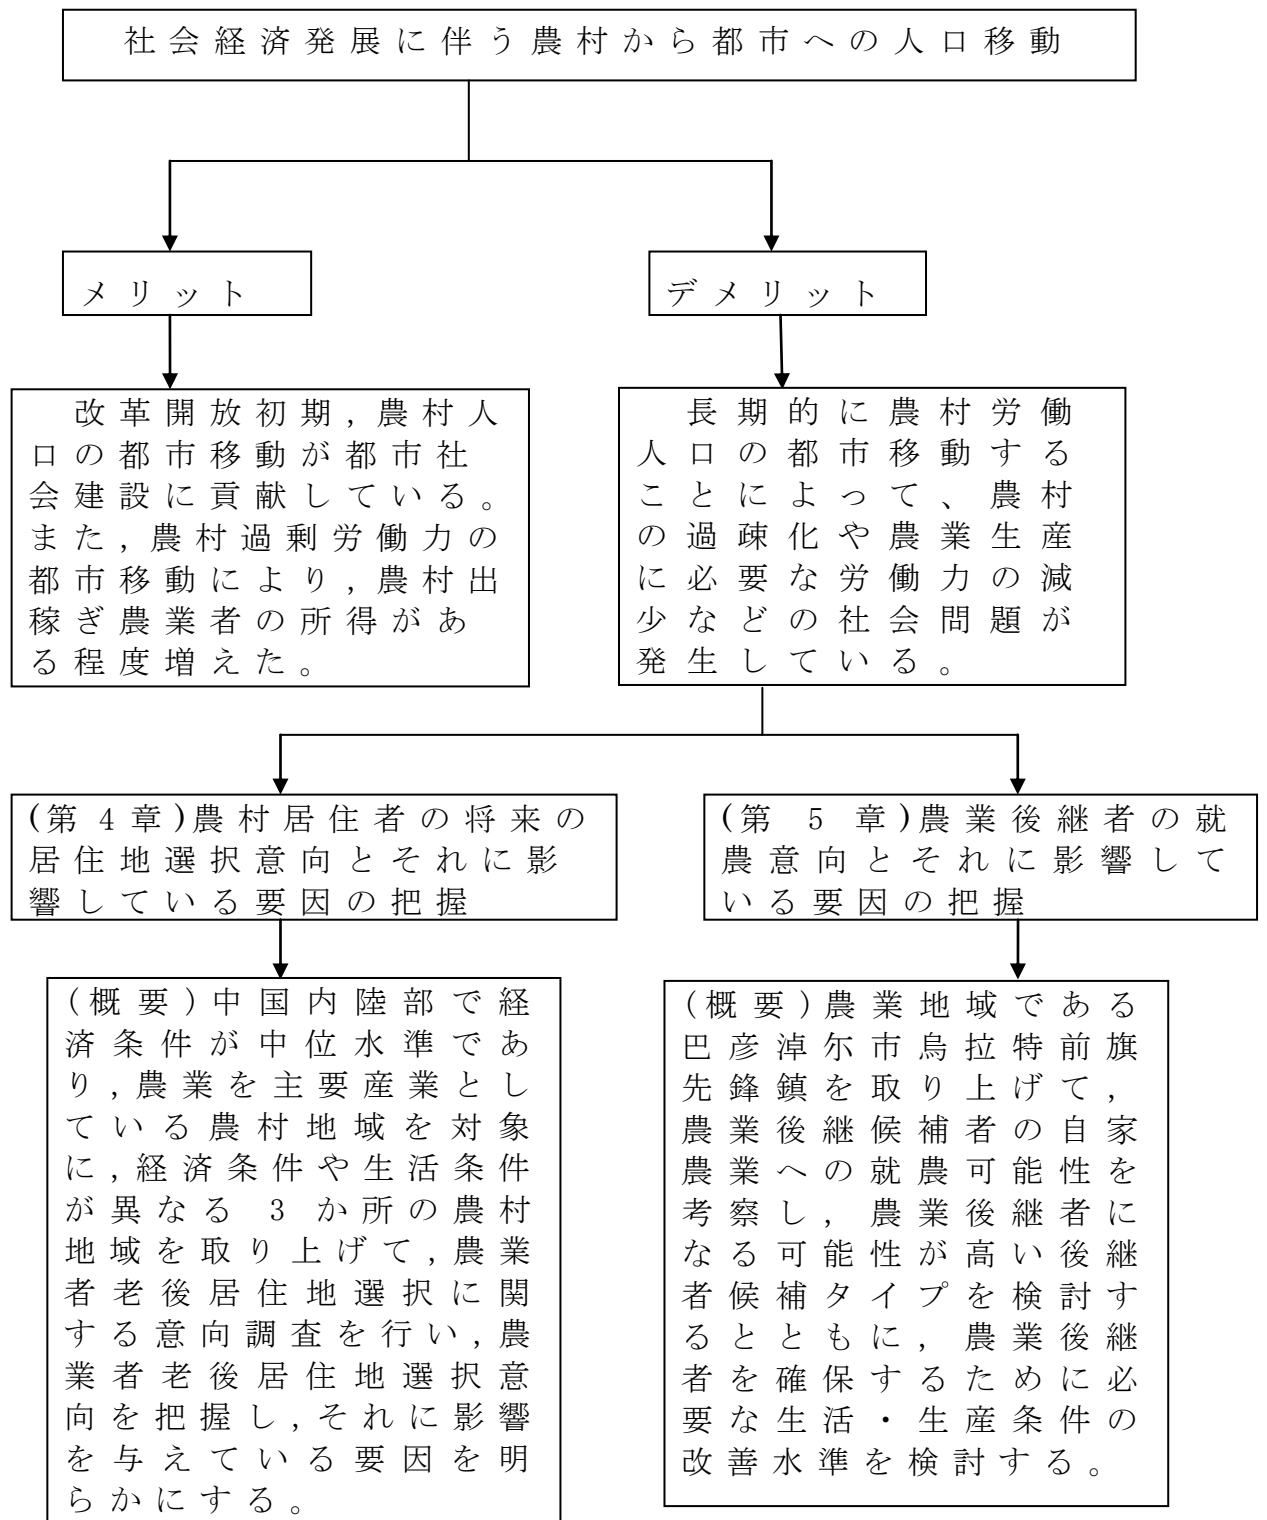 社会経済発展に伴う農村から都市への人口移動
メリット
デメリット
改革開放初期,農村人
口の都市移動が都市社
会建設に貢献している。
また,農村過剰労働力の
都市移動により,農村出
稼ぎ農業者の所得があ
る程度増えた。
長期的に農村労働
人口の都市移動する
ことによって、農村
の過疎化や農業生産
に必要な労働力の減
少などの社会問題が
発生している。
(第 4 章)農村居住者の将来の
居住地選択意向とそれに影
響している要因の把握
(第 5 章)農業後継者の就
農意向とそれに影響して
いる要因の把握
(概要)中国内陸部で経
済条件が中位水準であ
り,農業を主要産業とし
ている農村地域を対象
に,経済条件や生活条件
が異なる 3 か所の農村
地域を取り上げて,農業
者老後居住地選択に関
する意向調査を行い,農
業者老後居住地選択意
向を把握し,それに影響
を与えている要因を明
らかにする。
(概要)農業地域である
巴彦淖尔市烏拉特前旗
先鋒鎮を取り上げて,
農業後継候補者の自家
農業への就農可能性を
考察し, 農業後継者に
なる可能性が高い後継
者候補タイプを検討す
るとともに, 農業後継
者を確保するために必
要な生活・生産条件の
改善水準を検討する。